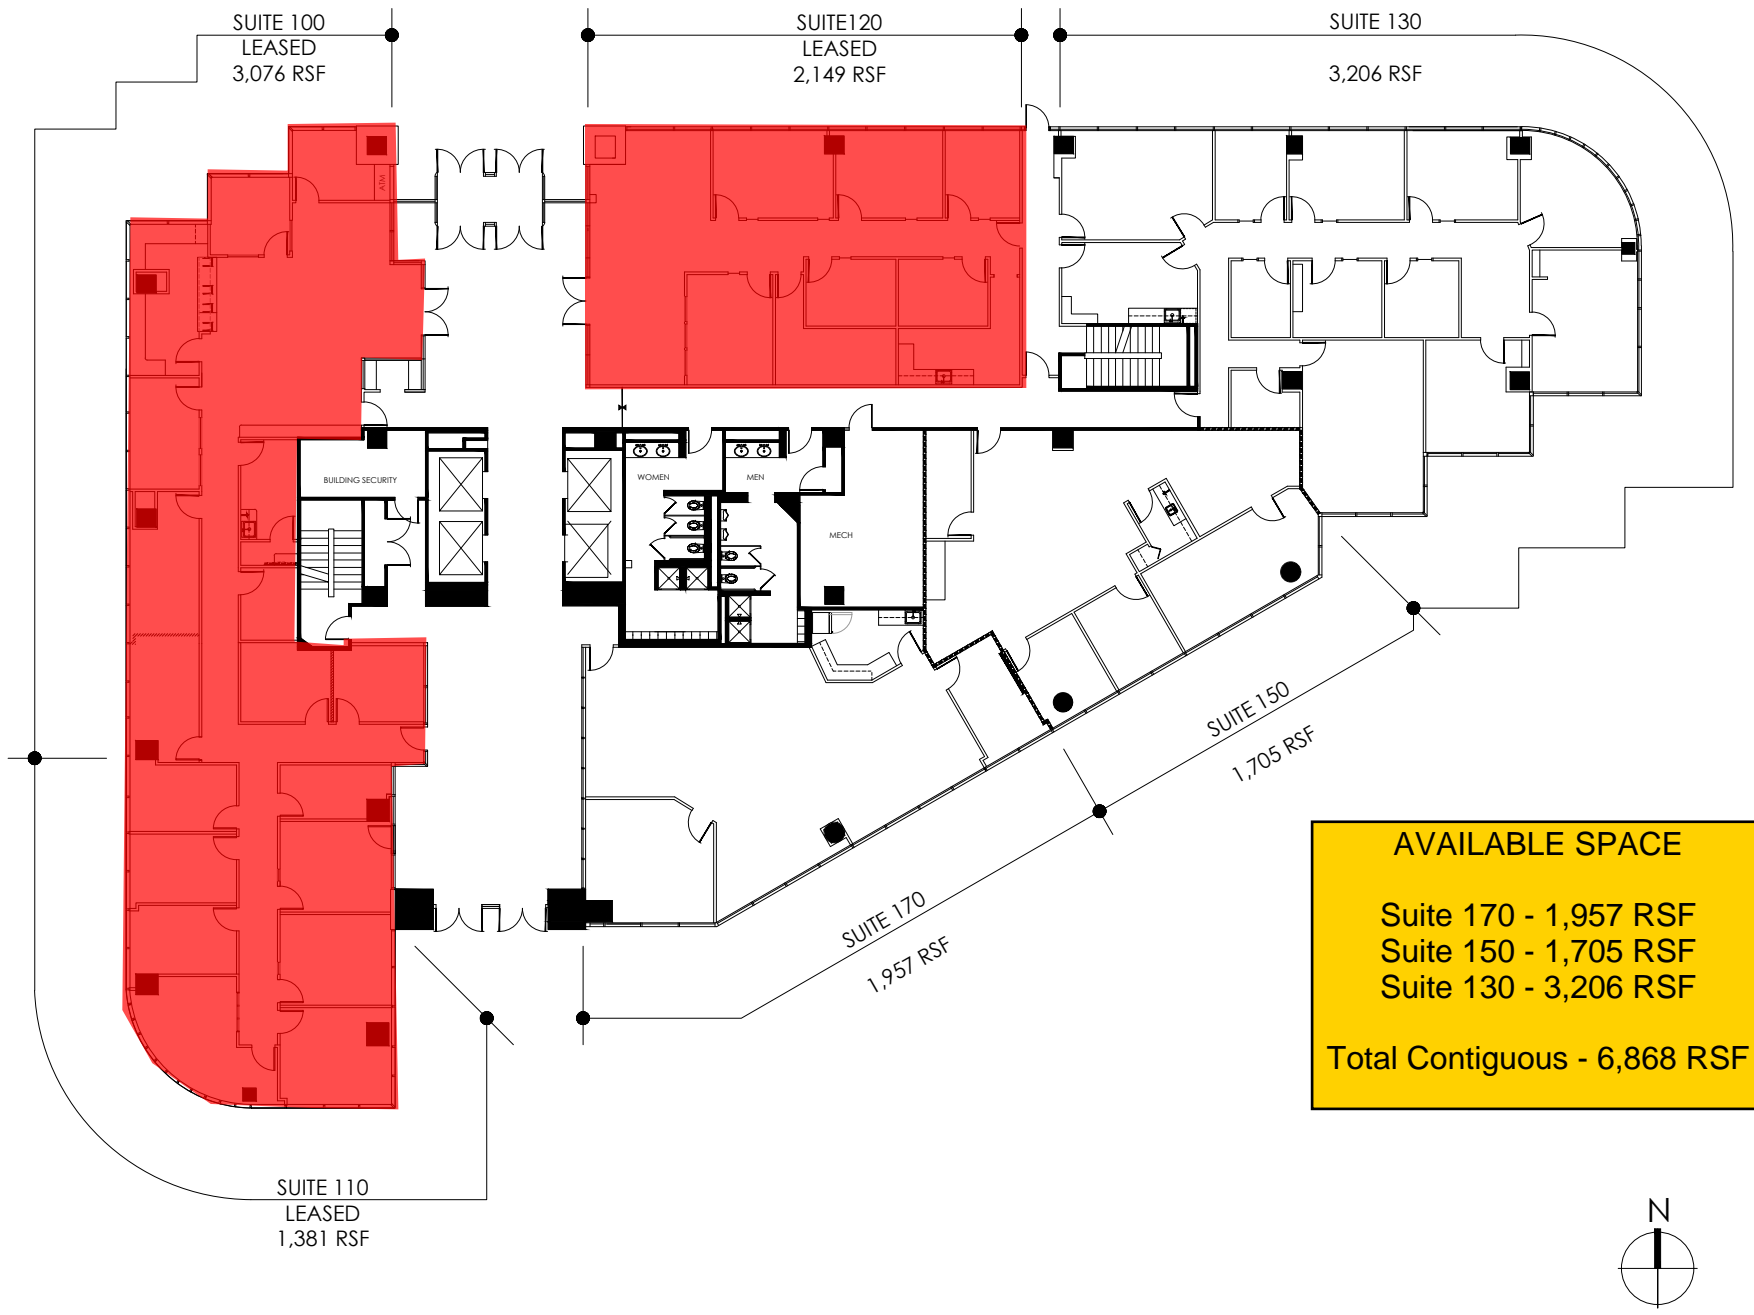 SUITE 100
LEASED
3,076 RSF
SUITE120
LEASED
2,149 RSF
SUITE 130
3,206 RSF
ATM
BUILDING SECURITY
WOMEN
MEN
MECH
SUITE 150
1,705 RSF
SUITE 170
1,957 RSF
AVAILABLE SPACE
Suite 170 - 1,957 RSF
Suite 150 - 1,705 RSF
Suite 130 - 3,206 RSF
Total Contiguous - 6,868 RSF
SUITE 110
LEASED
1,381 RSF
N